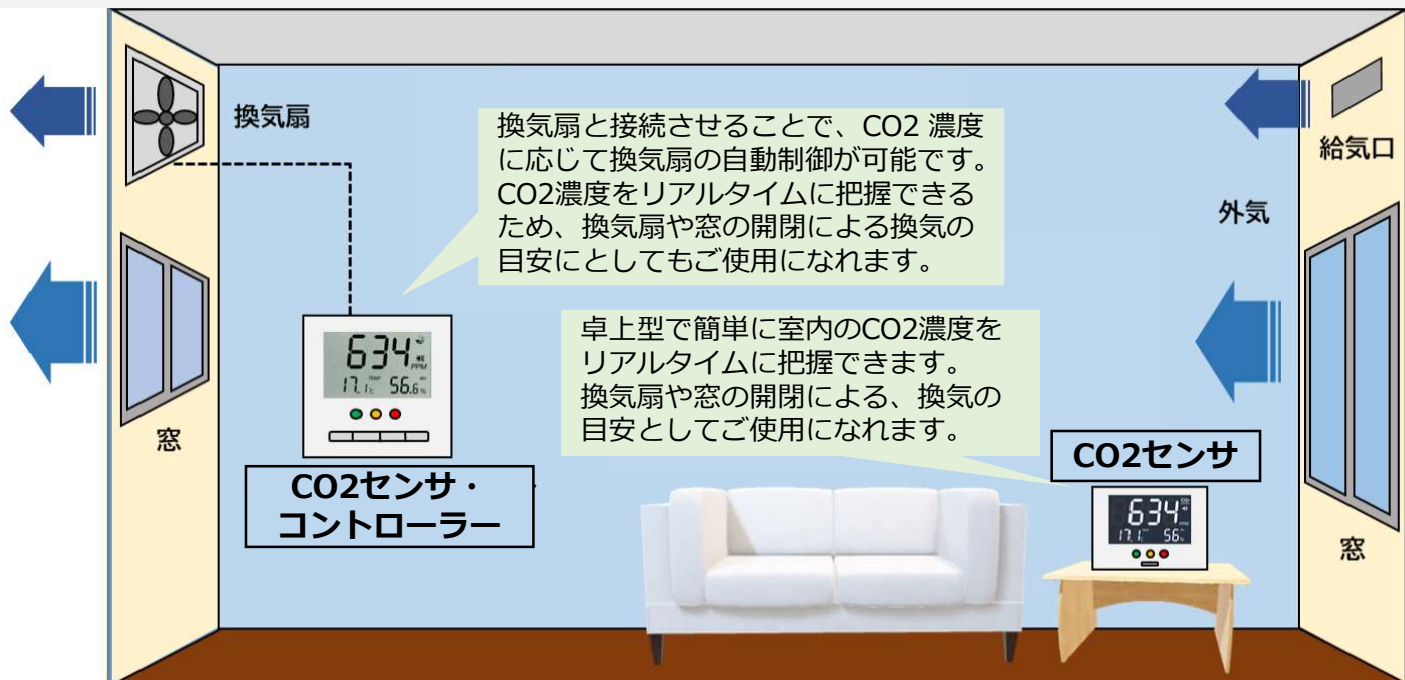 換気扇
換気扇と接続させることで、CO2 濃度
に応じて換気扇の自動制御が可能です。
CO2濃度をリアルタイムに把握できる
ため、換気扇や窓の開閉による換気の
目安にとしてもご使用になれます。
給気口
外気
卓上型で簡単に室内のCO2濃度を
リアルタイムに把握できます。
換気扇や窓の開閉による、換気の
目安としてご使用になれます。
634
PPM
17.1℃ 56.6%
窓
CO2センサ・
コントローラー
CO2センサ
634
17.1 56
窓